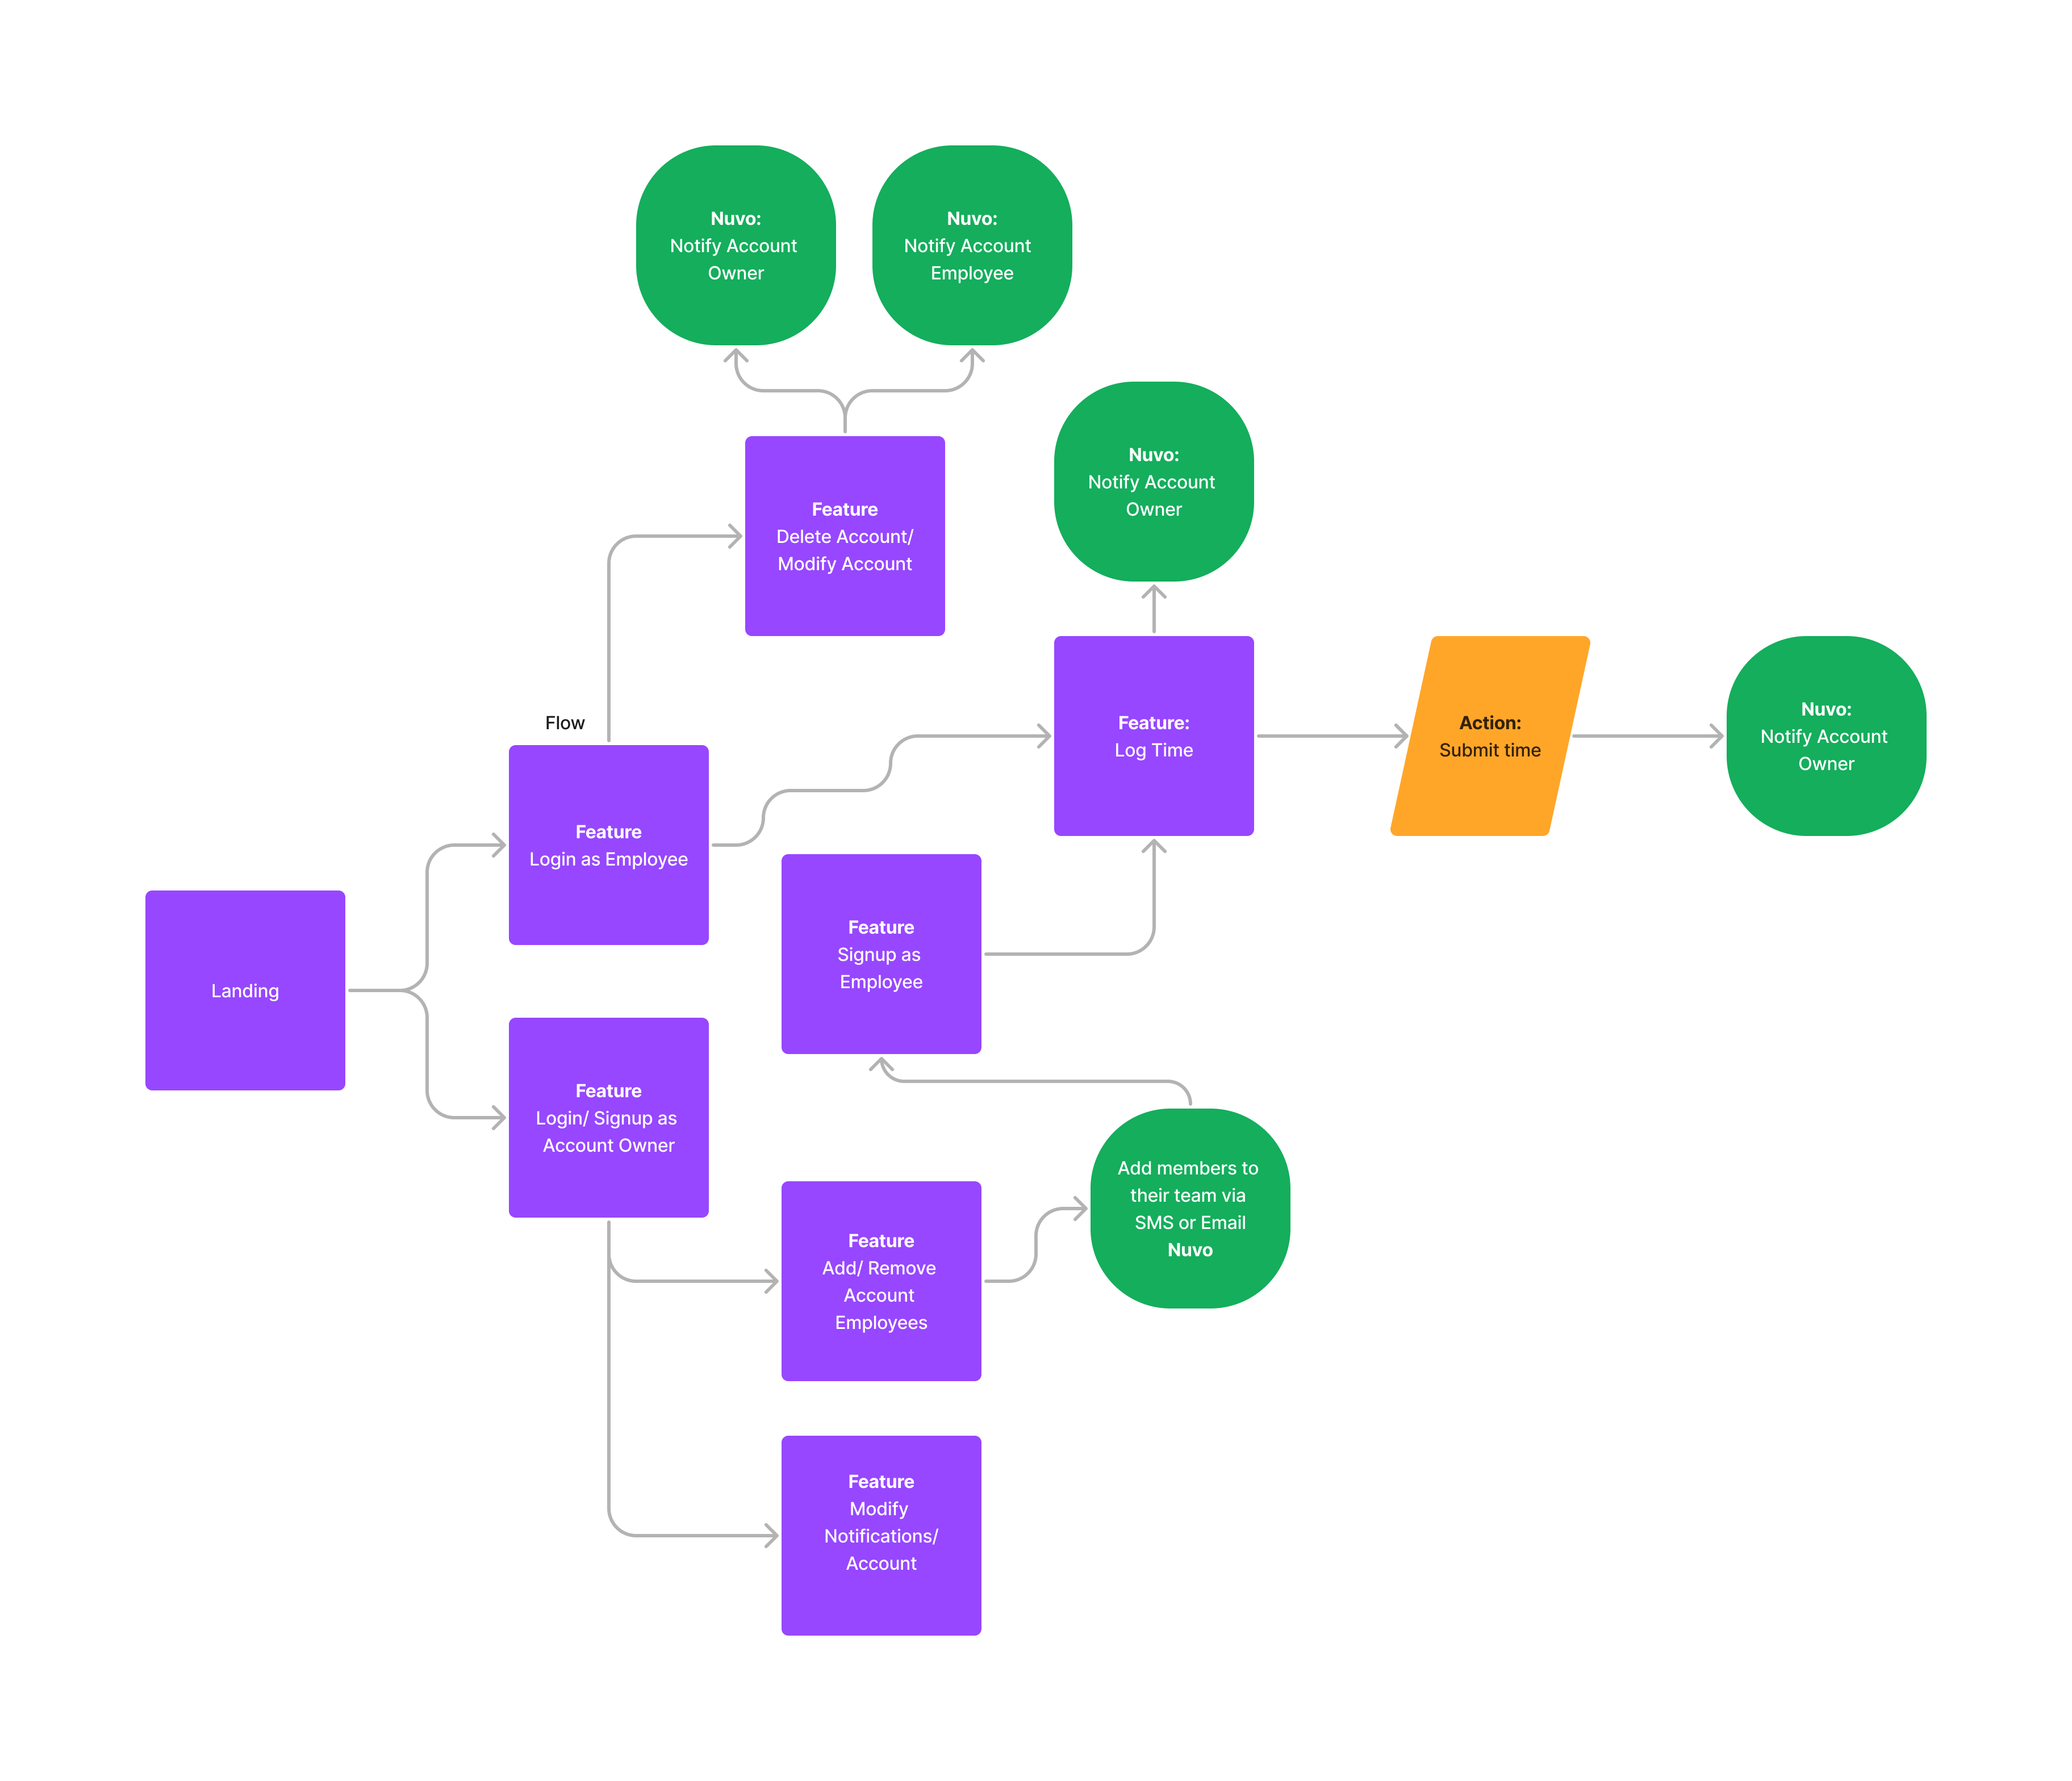 Nuvo:
Notify Account
Owner
Nuvo:
Notify Account
Employee
Nuvo:
Notify Account
Owner
Feature
Delete Account/
Modify Account
Flow
Feature:
Log Time
Action:
Submit time
Nuvo:
Notify Account
Owner
Feature
Login as Employee
Feature
Signup as
Employee
Landing
Feature
Login/ Signup as
Account Owner
Add members to
their team via
SMS or Email
Nuvo
Feature
Add/ Remove
Account
Employees
Feature
Modify
Notifications/
Account